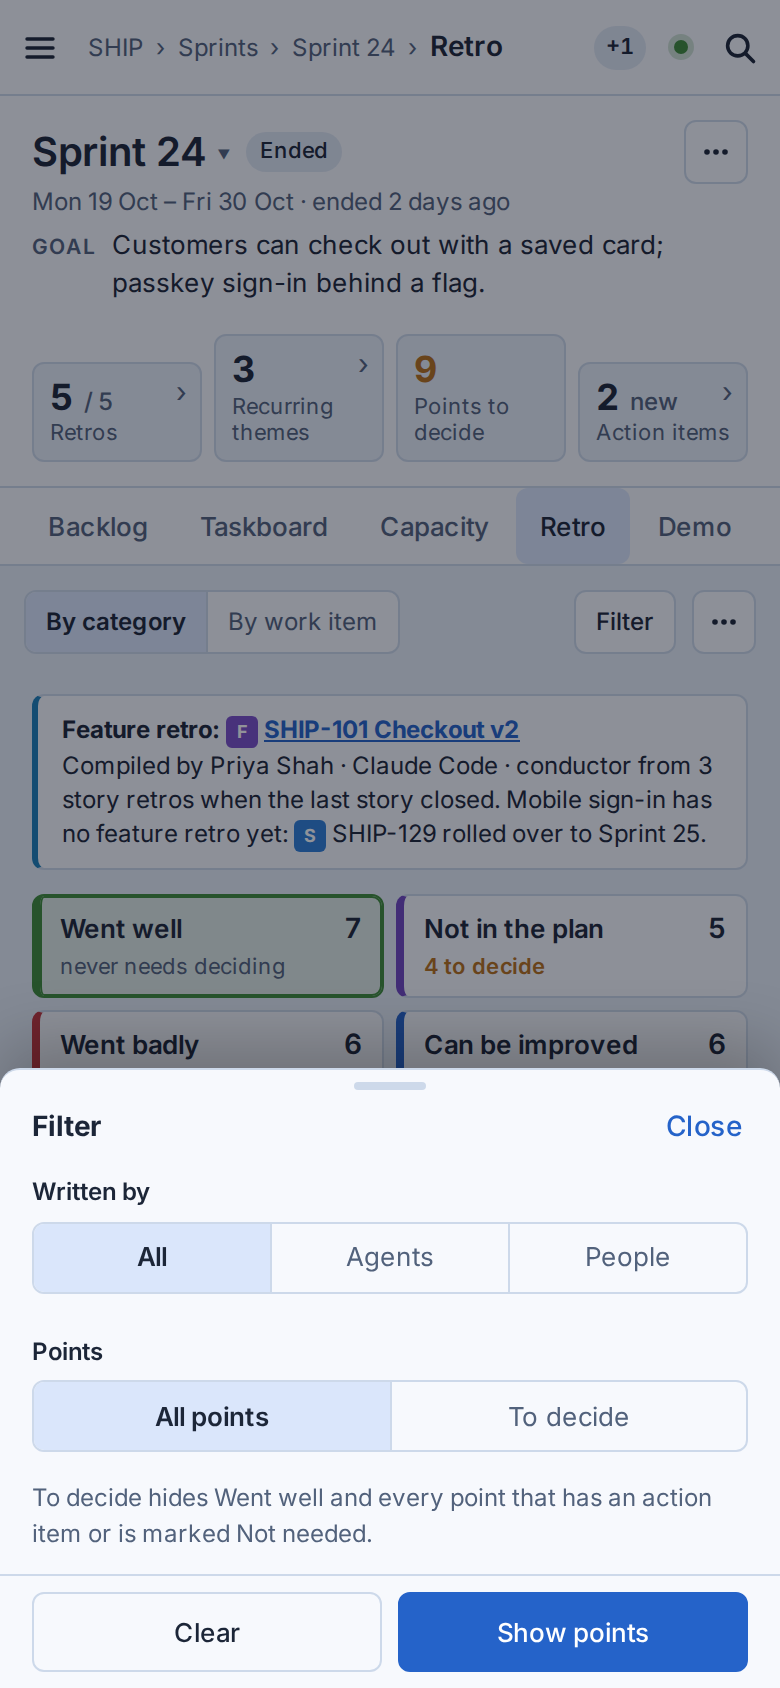 SHIP › Sprints › Sprint 24 › Retro
+1
Sprint 24 ▾ Ended
Mon 19 Oct – Fri 30 Oct · ended 2 days ago
GOAL Customers can check out with a saved card;
passkey sign-in behind a flag.
5 / 5 ›
Retros
3 ›
Recurring
themes
9
Points to
decide
2 new ›
Action items
Backlog Taskboard Capacity Retro Demo
By category By work item Filter
Feature retro: F SHIP-101 Checkout v2
Compiled by Priya Shah · Claude Code · conductor from 3
story retros when the last story closed. Mobile sign-in has
no feature retro yet: S SHIP-129 rolled over to Sprint 25.
Went well 7
never needs deciding
Not in the plan 5
4 to decide
Went badly 6
Can be improved 6
Filter Close
Written by
All Agents People
Points
All points To decide
To decide hides Went well and every point that has an action
item or is marked Not needed.
Clear Show points